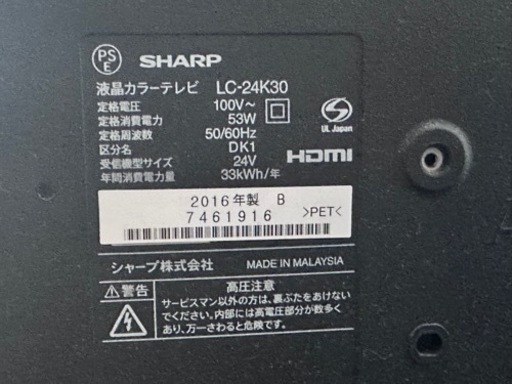 PS
E
SHARP
液晶カラーテレビ LC-24K30
定格電圧 100V~
定格消費電力 53W
定格周波数 50/60Hz
区分名 DK1
受信機型サイズ 24V
年間消費電力量 33kWh/年
UL Japan
HDMI
2016年製 B
7461916
>PET<
シャープ株式会社 MADE IN MALAYSIA
警告
高圧注意
サービスマン以外の方は、裏ぶたをあけない
でください。内部には高電圧部分が数多く
あり、万一さわると危険です。